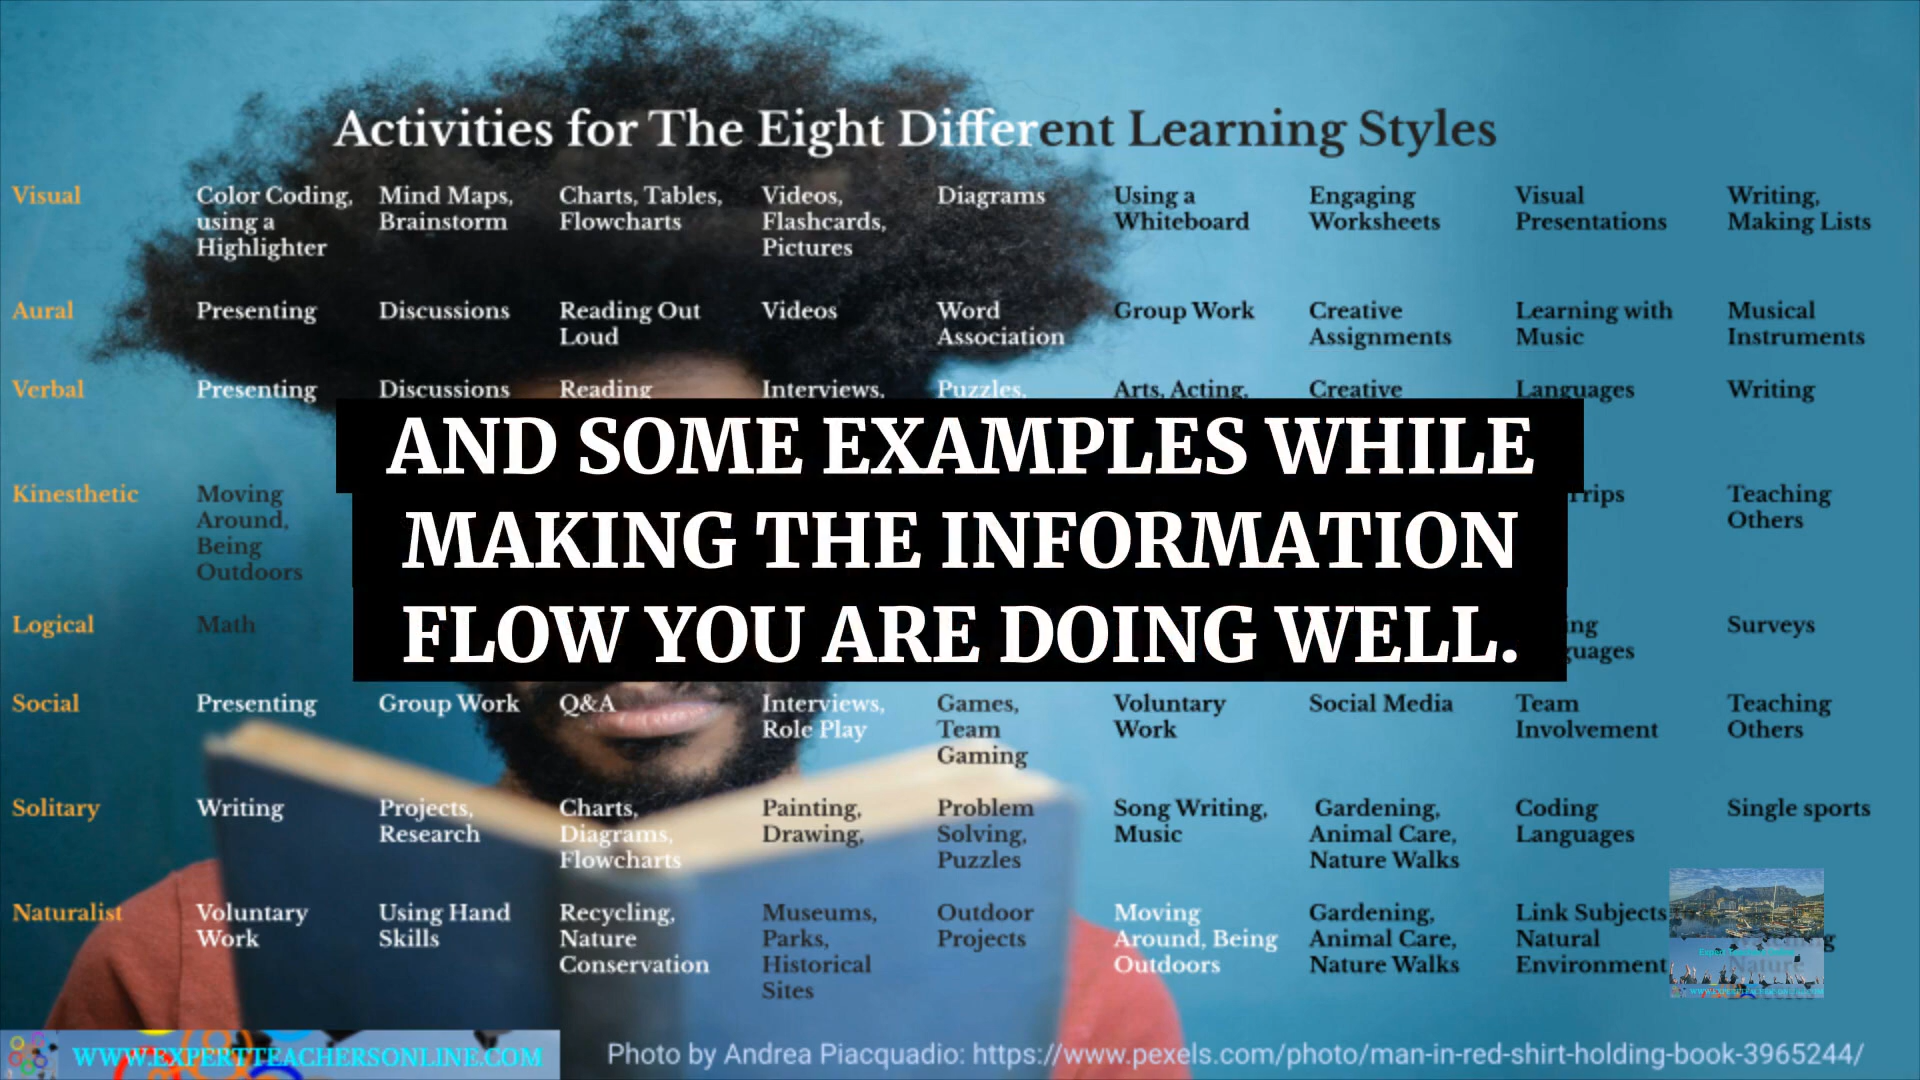 Activities for The Eight Different Learning Styles
Visual
Color Coding,
using a
Highlighter
Mind Maps,
Brainstorm
Charts, Tables,
Flowcharts
Videos,
Flashcards,
Pictures
Diagrams
Using a
Whiteboard
Engaging
Worksheets
Visual
Presentations
Writing,
Making Lists
Aural
Presenting
Discussions
Reading Out
Loud
Videos
Word
Association
Group Work
Creative
Assignments
Learning with
Music
Musical
Instruments
Verbal
Presenting
Discussions
Reading
Interviews,
Puzzles,
Arts, Acting,
Creative
Languages
Writing
AND SOME EXAMPLES WHILE
MAKING THE INFORMATION
FLOW YOU ARE DOING WELL.
Kinesthetic
Moving
Around,
Being
Outdoors
Teaching
Others
Logical
Math
Surveys
Social
Presenting
Group Work
Q&A
Interviews,
Role Play
Games,
Team
Gaming
Voluntary
Work
Social Media
Team
Involvement
Teaching
Others
Solitary
Writing
Projects,
Research
Charts,
Diagrams,
Flowcharts
Painting,
Drawing,
Problem
Solving,
Puzzles
Song Writing,
Music
Gardening,
Animal Care,
Nature Walks
Coding
Languages
Single sports
Naturalist
Voluntary
Work
Using Hand
Skills
Recycling,
Nature
Conservation
Museums,
Parks,
Historical
Sites
Outdoor
Projects
Moving
Around, Being
Outdoors
Gardening,
Animal Care,
Nature Walks
Link Subjects
Natural
Environment
Nature
WWW.EXPERTTEACHERSONLINE.COM
Photo by Andrea Piacquadio: https://www.pexels.com/photo/man-in-red-shirt-holding-book-3965244/